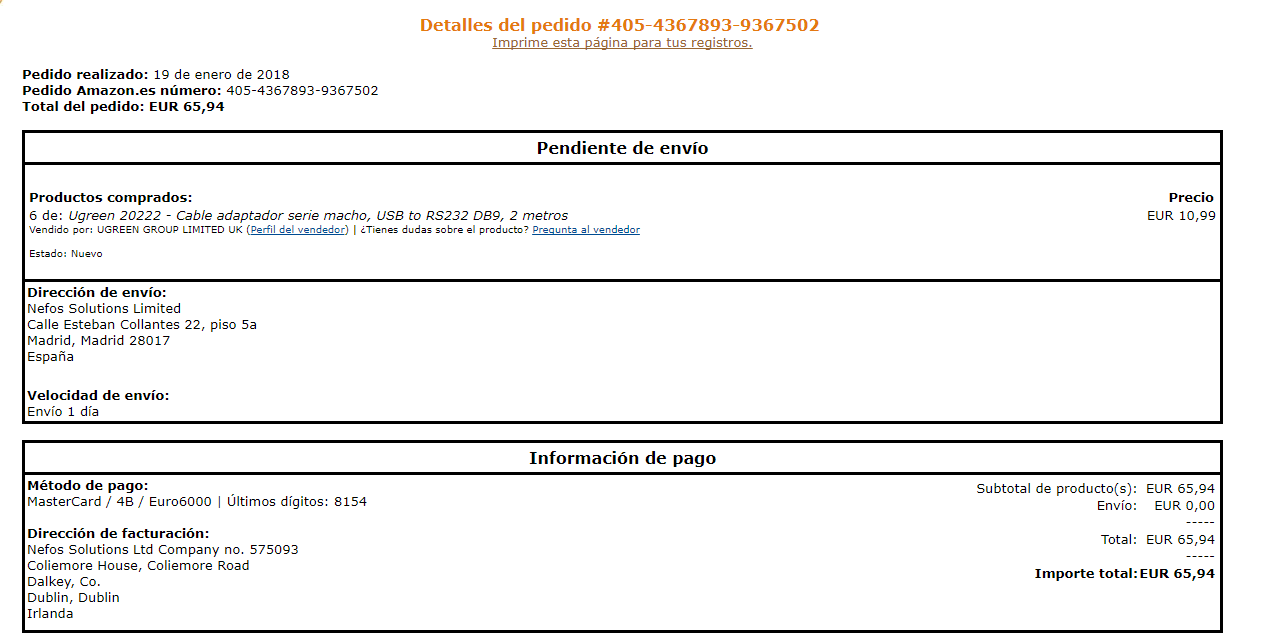 Detalles del pedido #405-4367893-9367502
Imprime esta página para tus registros.
Pedido realizado: 19 de enero de 2018
Pedido Amazon.es número: 405-4367893-9367502
Total del pedido: EUR 65,94
Pendiente de envío
Productos comprados: Precio
6 de: Ugreen 20222 - Cable adaptador serie macho, USB to RS232 DB9, 2 metros EUR 10,99
Vendido por: UGREEN GROUP LIMITED UK (Perfil del vendedor) | ¿Tienes dudas sobre el producto? Pregunta al vendedor
Estado: Nuevo
Dirección de envío:
Nefos Solutions Limited
Calle Esteban Collantes 22, piso 5a
Madrid, Madrid 28017
España
Velocidad de envío:
Envío 1 día
Información de pago
Método de pago:
MasterCard / 4B / Euro6000 | Últimos dígitos: 8154
Dirección de facturación:
Nefos Solutions Ltd Company no. 575093
Coliemore House, Coliemore Road
Dalkey, Co.
Dublin, Dublin
Irlanda
Subtotal de producto(s): EUR 65,94
Envío: EUR 0,00
-----
Total: EUR 65,94
-----
Importe total: EUR 65,94